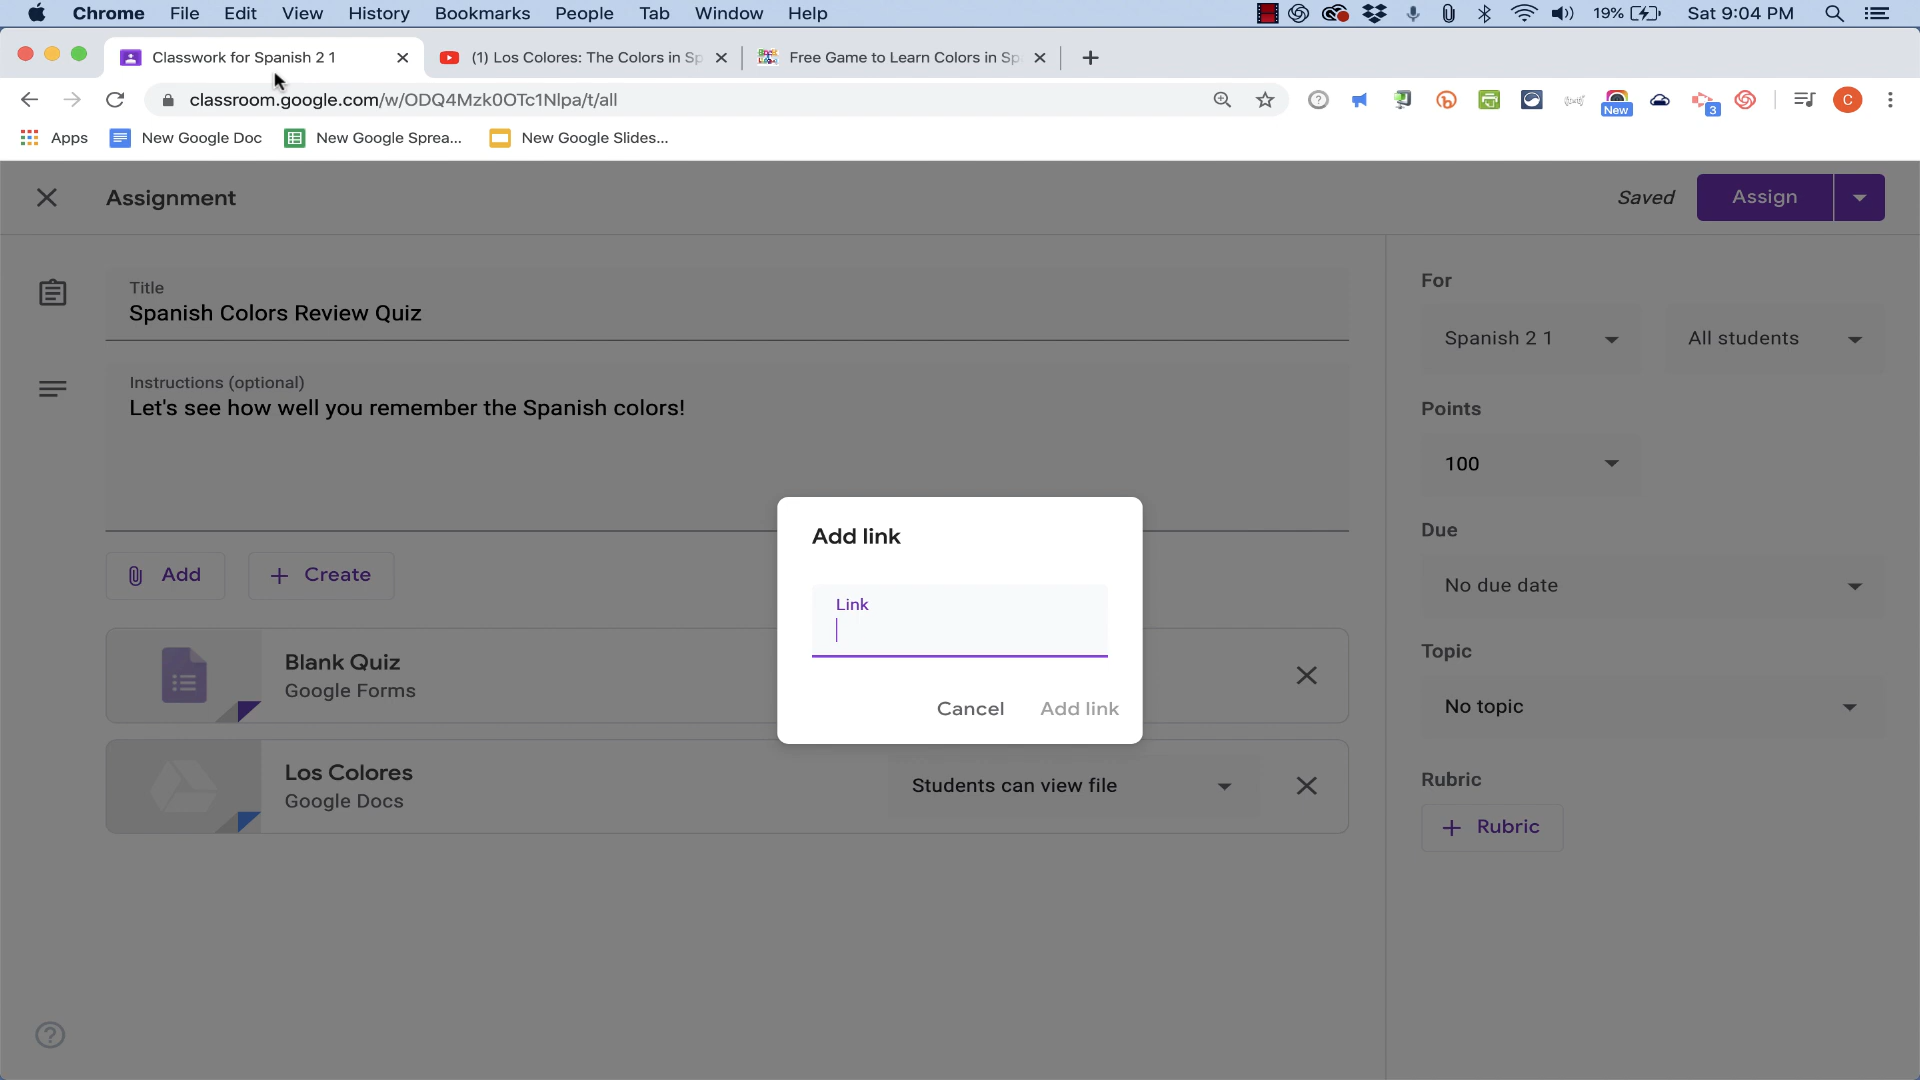 Chrome File Edit View History Bookmarks People Tab Window Help 19% Sat 9:04 PM
Classwork for Spanish 2 1 (1) Los Colores: The Colors in Sp Free Game to Learn Colors in Sp
classroom.google.com/w/ODQ4Mzk0OTc1Nlpa/t/all New 3 C
Apps New Google Doc New Google Sprea... New Google Slides...
Assignment Saved Assign
Title
Spanish Colors Review Quiz
Instructions (optional)
Let's see how well you remember the Spanish colors!
Add Create
Blank Quiz
Google Forms
Los Colores
Google Docs
Students can view file
Add link
Link
Cancel Add link
For
Spanish 2 1 All students
Points
100
Due
No due date
Topic
No topic
Rubric
Rubric